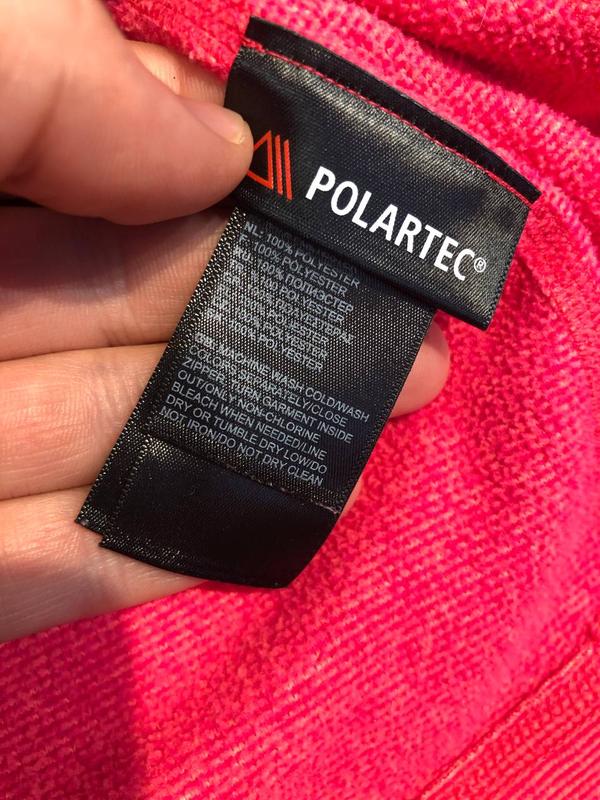 POLARTEC®
NL: 100% POLYESTER
F: 100% POLYESTER
RU: 100% ПОЛИЭСТЕР
100% POLYESTER
100%
100% POLYESTER
100% POLYESTER
100% POLYESTER
GB: MACHINE WASH COLD/WASH
COLORS SEPARATELY/CLOSE
ZIPPER, TURN GARMENT INSIDE
OUT/ONLY NON-CHLORINE
BLEACH WHEN NEEDED/LINE
DRY OR TUMBLE DRY LOW/DO
NOT IRON/DO NOT DRY CLEAN